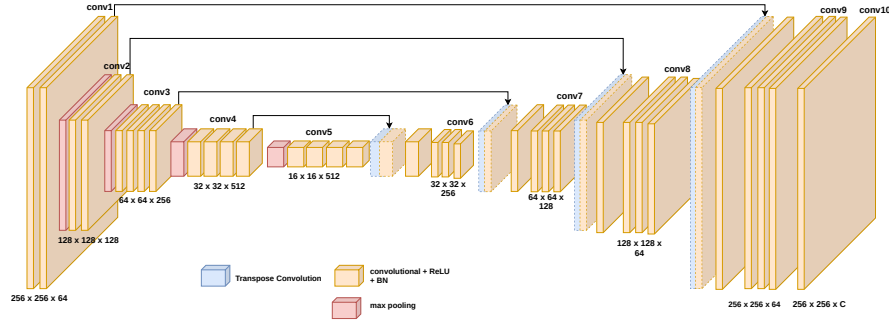 conv1
conv2
conv3
conv4
conv5
conv6
conv7
conv8
conv9
conv10
256 x 256 x 64
128 x 128 x 128
64 x 64 x 256
32 x 32 x 512
16 x 16 x 512
32 x 32 x
256
64 x 64 x
128
128 x 128 x
64
256 x 256 x 64
256 x 256 x C
Transpose Convolution
convolutional + ReLU
+ BN
max pooling